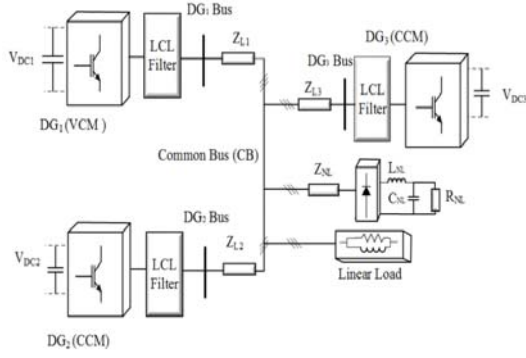 DG1 Bus
ZL1
VDC1
LCL
Filter
DG1 (VCM)
DG3 (CCM)
DG3 Bus
ZL3
LCL
Filter
VDC3
Common Bus (CB)
ZNL
LNL
CNL
RNL
DG2 Bus
ZL2
VDC2
LCL
Filter
Linear Load
DG2 (CCM)